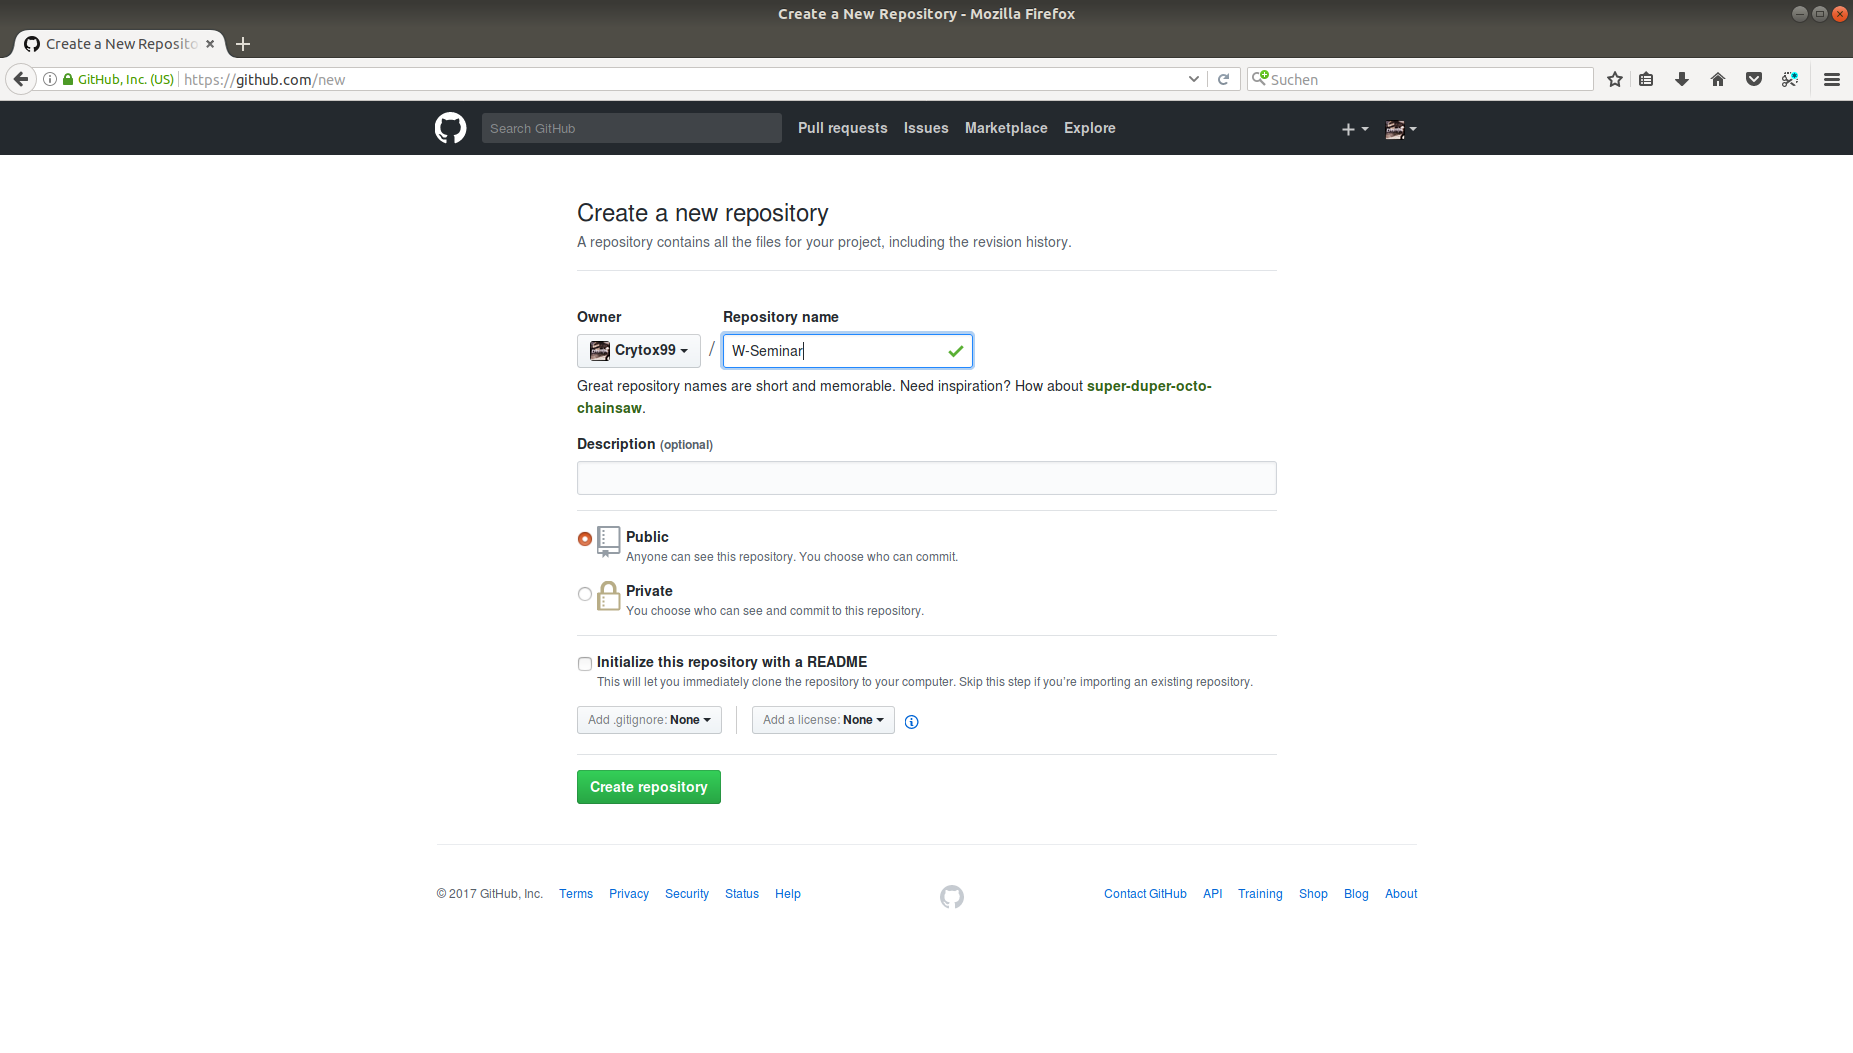 Create a New Repository - Mozilla Firefox
Create a New Reposito
GitHub, Inc. (US) https://github.com/new Suchen
Search GitHub Pull requests Issues Marketplace Explore
Create a new repository
A repository contains all the files for your project, including the revision history.
Owner Repository name
Crytox99 / W-Seminar
Great repository names are short and memorable. Need inspiration? How about super-duper-octo-
chainsaw.
Description (optional)
Public
Anyone can see this repository. You choose who can commit.
Private
You choose who can see and commit to this repository.
Initialize this repository with a README
This will let you immediately clone the repository to your computer. Skip this step if you’re importing an existing repository.
Add .gitignore: None Add a license: None
Create repository
© 2017 GitHub, Inc. Terms Privacy Security Status Help Contact GitHub API Training Shop Blog About